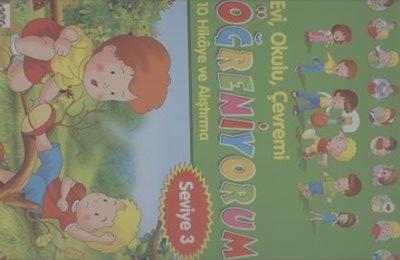 Evi, Okulu, Çevremi
ÖĞRENİYORUM
10 Hikâye ve Alıştırma
Seviye 3